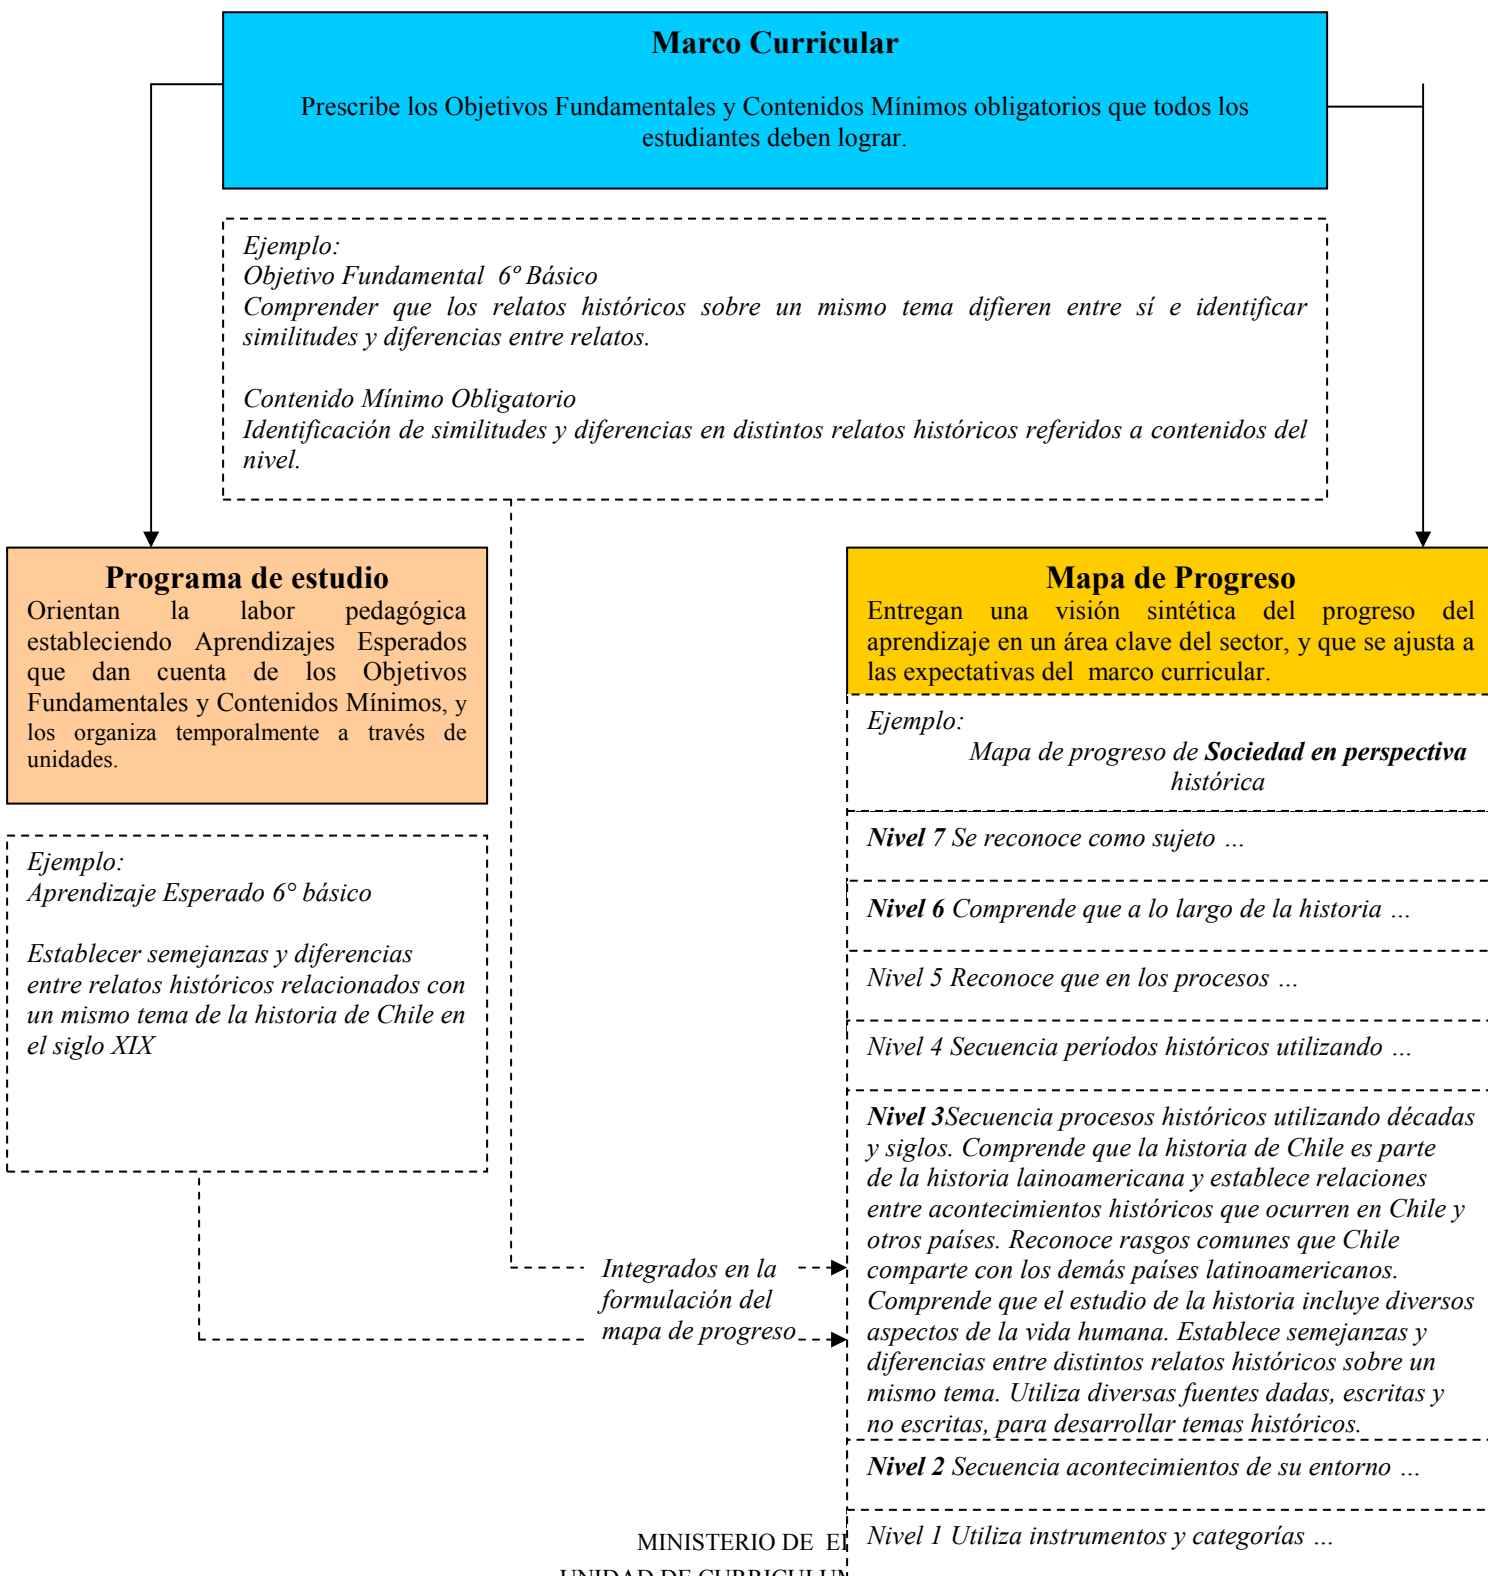 Marco Curricular
Prescribe los Objetivos Fundamentales y Contenidos Mínimos obligatorios que todos los
estudiantes deben lograr.
Ejemplo:
Objetivo Fundamental 6º Básico
Comprender que los relatos históricos sobre un mismo tema difieren entre sí e identificar
similitudes y diferencias entre relatos.
Contenido Mínimo Obligatorio
Identificación de similitudes y diferencias en distintos relatos históricos referidos a contenidos del
nivel.
Programa de estudio
Orientan la labor pedagógica
estableciendo Aprendizajes Esperados
que dan cuenta de los Objetivos
Fundamentales y Contenidos Mínimos, y
los organiza temporalmente a través de
unidades.
Ejemplo:
Aprendizaje Esperado 6° básico
Establecer semejanzas y diferencias
entre relatos históricos relacionados con
un mismo tema de la historia de Chile en
el siglo XIX
Integrados en la
formulación del
mapa de progreso
Mapa de Progreso
Entregan una visión sintética del progreso del
aprendizaje en un área clave del sector, y que se ajusta a
las expectativas del marco curricular.
Ejemplo:
Mapa de progreso de Sociedad en perspectiva
histórica
Nivel 7 Se reconoce como sujeto …
Nivel 6 Comprende que a lo largo de la historia …
Nivel 5 Reconoce que en los procesos …
Nivel 4 Secuencia períodos históricos utilizando …
Nivel 3Secuencia procesos históricos utilizando décadas
y siglos. Comprende que la historia de Chile es parte
de la historia lainoamericana y establece relaciones
entre acontecimientos históricos que ocurren en Chile y
otros países. Reconoce rasgos comunes que Chile
comparte con los demás países latinoamericanos.
Comprende que el estudio de la historia incluye diversos
aspectos de la vida humana. Establece semejanzas y
diferencias entre distintos relatos históricos sobre un
mismo tema. Utiliza diversas fuentes dadas, escritas y
no escritas, para desarrollar temas históricos.
Nivel 2 Secuencia acontecimientos de su entorno …
Nivel 1 Utiliza instrumentos y categorías …
MINISTERIO DE
UNIDAD DE